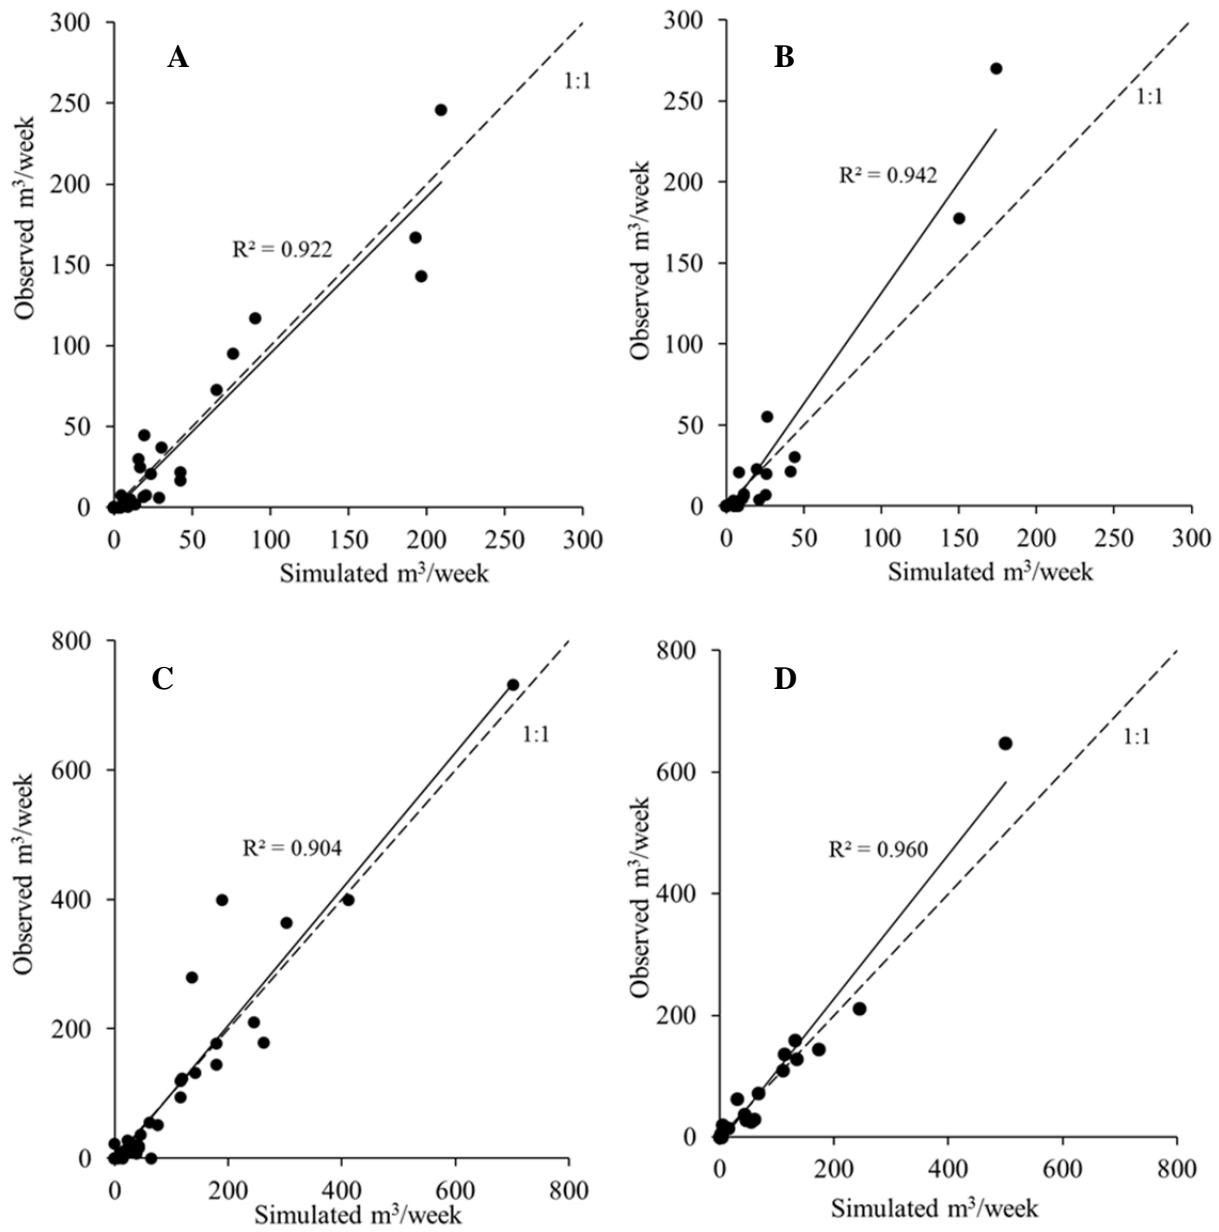 A
300
250
200
150
100
50
0
Observed m³/week
R² = 0.922
1:1
0 50 100 150 200 250 300
Simulated m³/week
B
300
250
200
150
100
50
0
Observed m³/week
R² = 0.942
1:1
0 50 100 150 200 250 300
Simulated m³/week
C
800
600
400
200
0
Observed m³/week
R² = 0.904
1:1
0 200 400 600 800
Simulated m³/week
D
800
600
400
200
0
Observed m³/week
R² = 0.960
1:1
0 200 400 600 800
Simulated m³/week